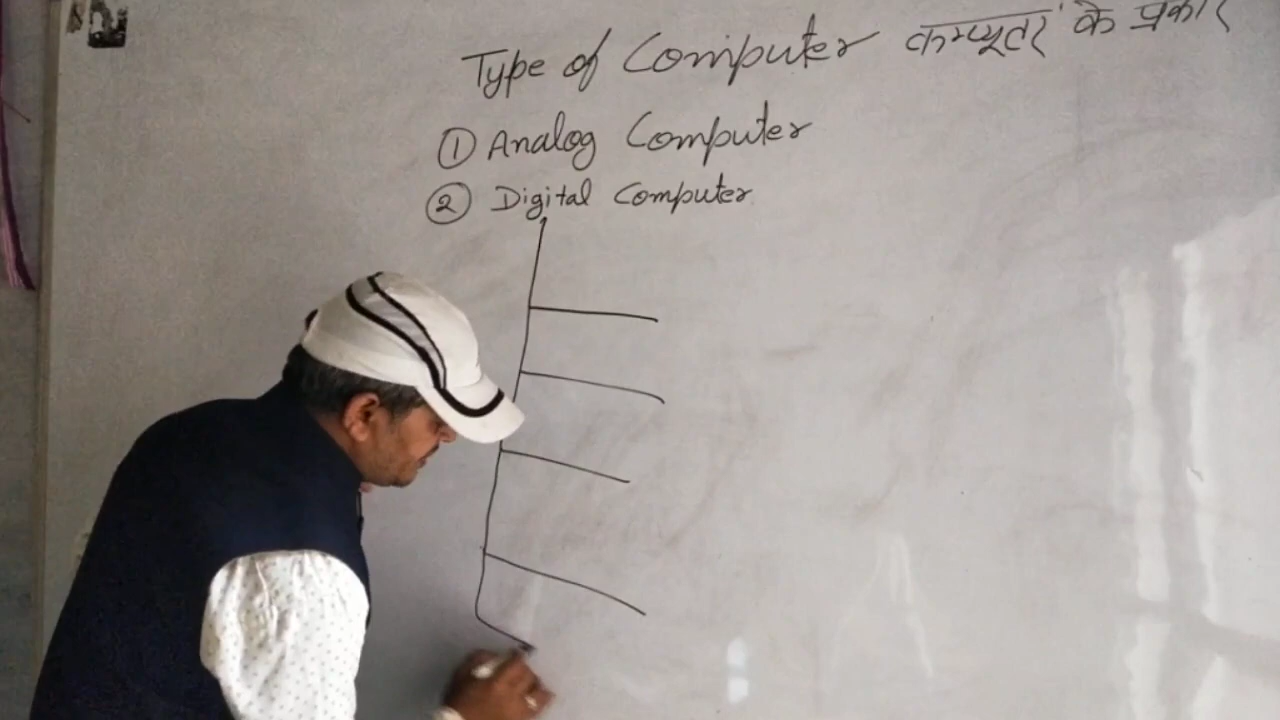 Type of Computer कम्प्यूटर के प्रकार
① Analog Computer
② Digital Computer